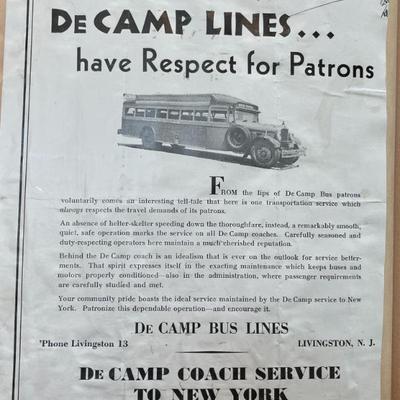 DE CAMP LINES...
have Respect for Patrons
FROM the lips of De Camp Bus patrons
voluntarily comes an interesting tell-tale that here is one transportation service which
always respects the travel demands of its patrons.
An absence of helter-skelter speeding down the thoroughfare, instead, a remarkably smooth,
quiet, safe operation marks the service on all De Camp coaches. Carefully seasoned and
duty-respecting operators here maintain a much cherished reputation.
Behind the De Camp coach is an idealism that is ever on the outlook for service better-
ments. That spirit expresses itself in the exacting maintenance which keeps buses and
motors properly conditioned—also in the administration, where passenger requirements
are carefully studied and met.
Your community pride boasts the ideal service maintained by the De Camp service to New
York. Patronize this dependable operation—and encourage it.
DE CAMP BUS LINES
'Phone Livingston 13 LIVINGSTON, N. J.
DE CAMP COACH SERVICE
TO NEW YORK